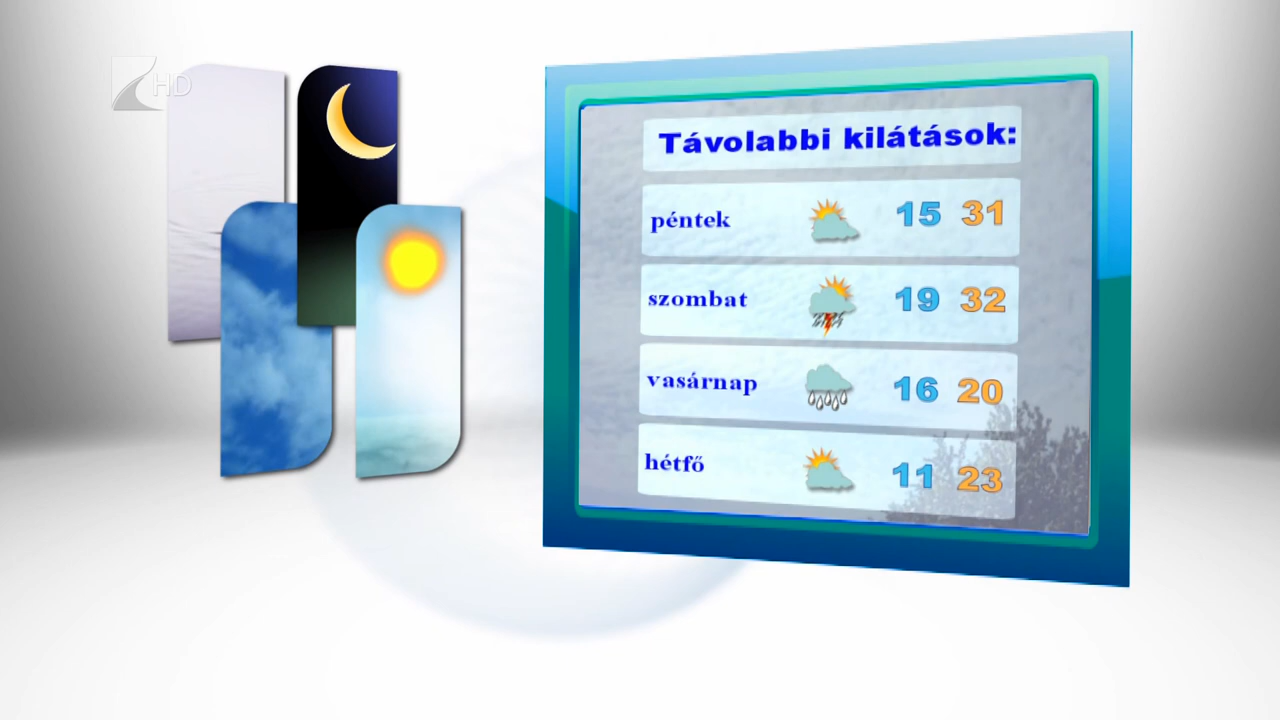 HD
Távolabbi kilátások:
péntek 15 31
szombat 19 32
vasárnap 16 20
hétfő 11 23